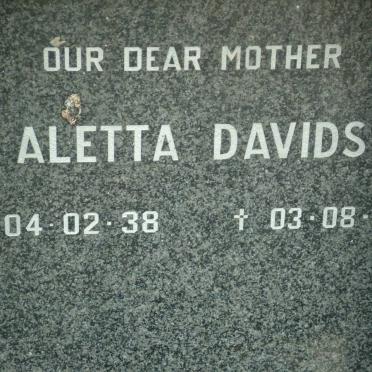 OUR DEAR MOTHER
ALETTA DAVIDS
04·02·38 † 03·08·